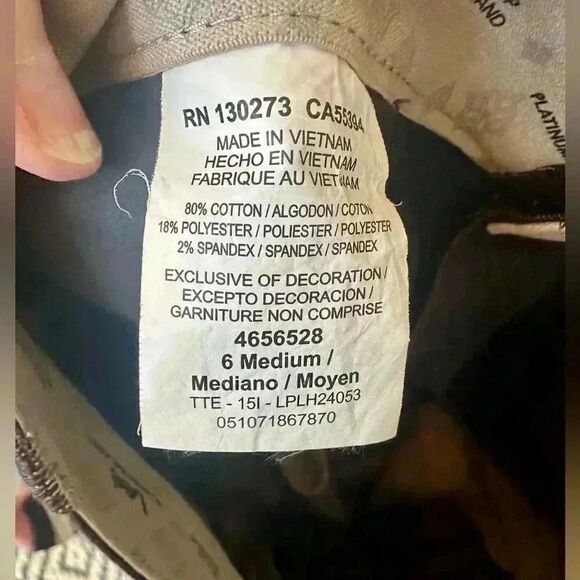 RN 130273 CA55394
MADE IN VIETNAM
HECHO EN VIETNAM
FABRIQUE AU VIETNAM
80% COTTON / ALGODON / COTON
18% POLYESTER / POLIESTER / POLYESTER
2% SPANDEX / SPANDEX / SPANDEX
EXCLUSIVE OF DECORATION /
EXCEPTO DECORACION /
GARNITURE NON COMPRISE
4656528
6 Medium /
Mediano / Moyen
TTE - 15I - LPLH24053
051071867870
PLATINUM